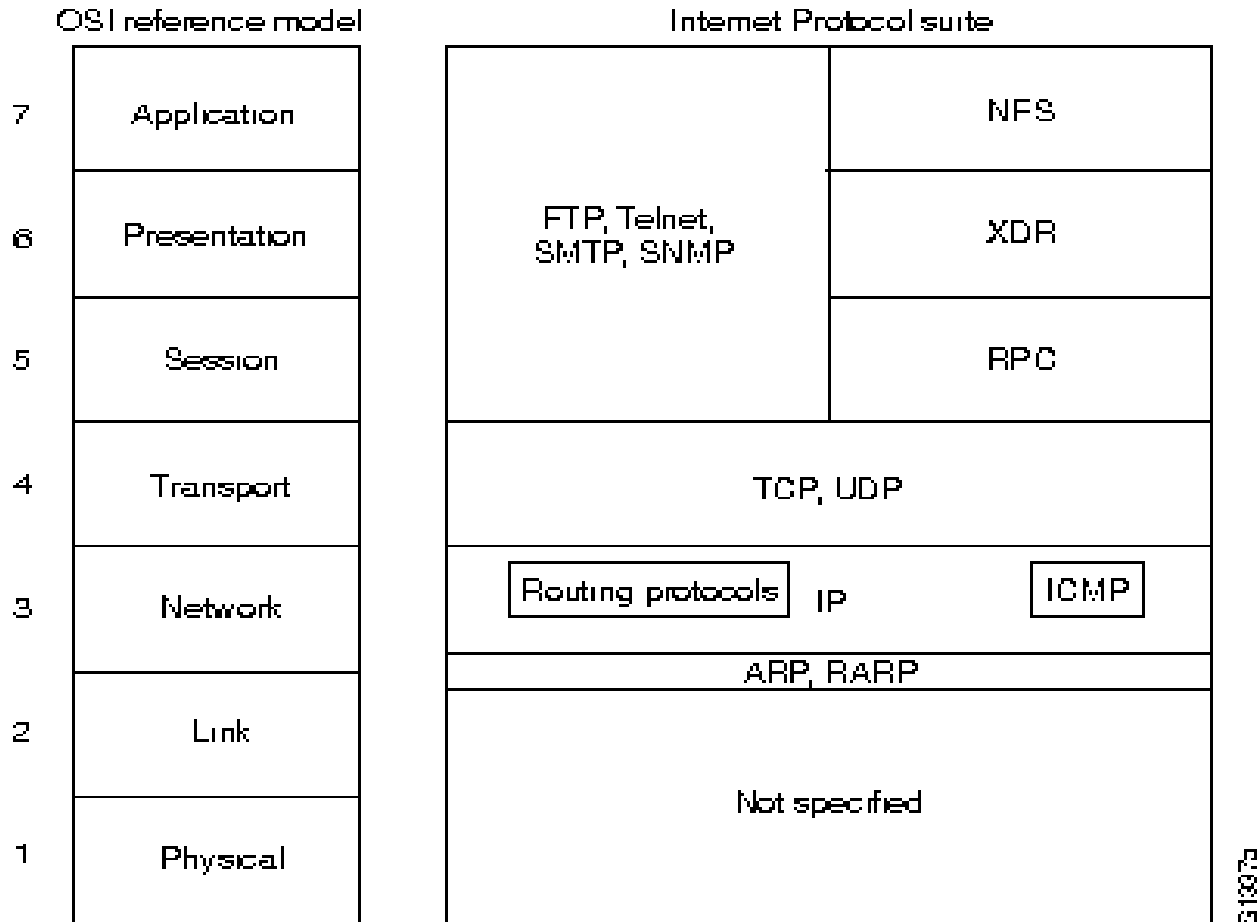 OSI reference model
Internet Protocol suite
7
Application
NFS
6
Presentation
FTP, Telnet,
SMTP, SNMP
XDR
5
Session
RPC
4
Transport
TCP, UDP
3
Network
Routing protocols
IP
ICMP
ARP, RARP
2
Link
Not specified
1
Physical